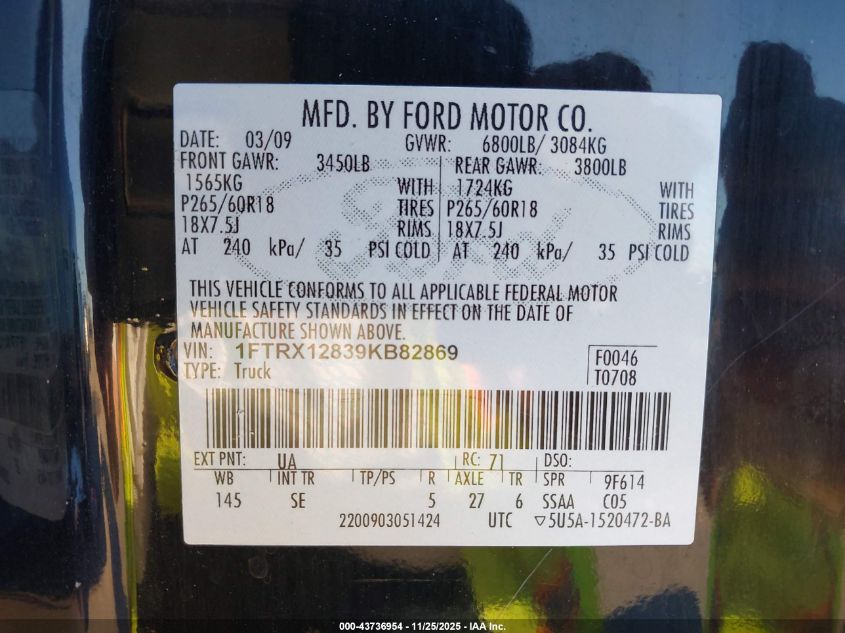 MFD. BY FORD MOTOR CO.
DATE: 03/09 GVWR: 6800LB/ 3084KG
FRONT GAWR: 3450LB REAR GAWR: 3800LB
1565KG WITH 1724KG WITH
P265/60R18 TIRES P265/60R18 TIRES
18X7.5J RIMS 18X7.5J RIMS
AT 240 kPa/ 35 PSI COLD AT 240 kPa/ 35 PSI COLD
THIS VEHICLE CONFORMS TO ALL APPLICABLE FEDERAL MOTOR
VEHICLE SAFETY STANDARDS IN EFFECT ON THE DATE OF
MANUFACTURE SHOWN ABOVE.
VIN: 1FTRX12839KB82869 F0046
TYPE: Truck T0708
EXT PNT: UA RC: 71 DSO:
WB INT TR TP/PS R AXLE TR SPR 9F614
145 SE 5 27 6 SSAA C05
2200903051424 UTC ▽5U5A-1520472-BA
000-43736954 - 11/25/2025 - IAA Inc.